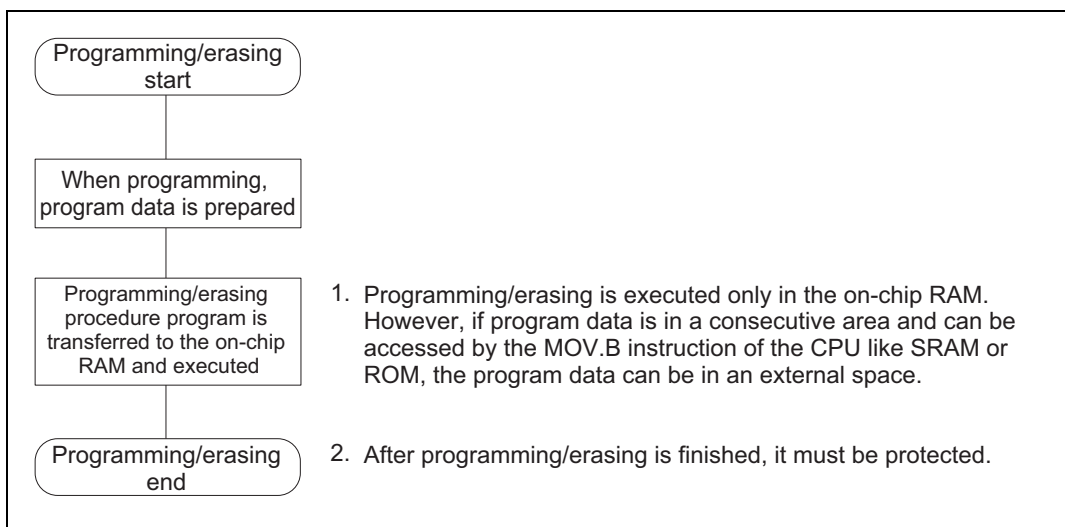 Programming/erasing
start
When programming,
program data is prepared
Programming/erasing
procedure program is
transferred to the on-chip
RAM and executed
1. Programming/erasing is executed only in the on-chip RAM.
However, if program data is in a consecutive area and can be
accessed by the MOV.B instruction of the CPU like SRAM or
ROM, the program data can be in an external space.
Programming/erasing
end
2. After programming/erasing is finished, it must be protected.